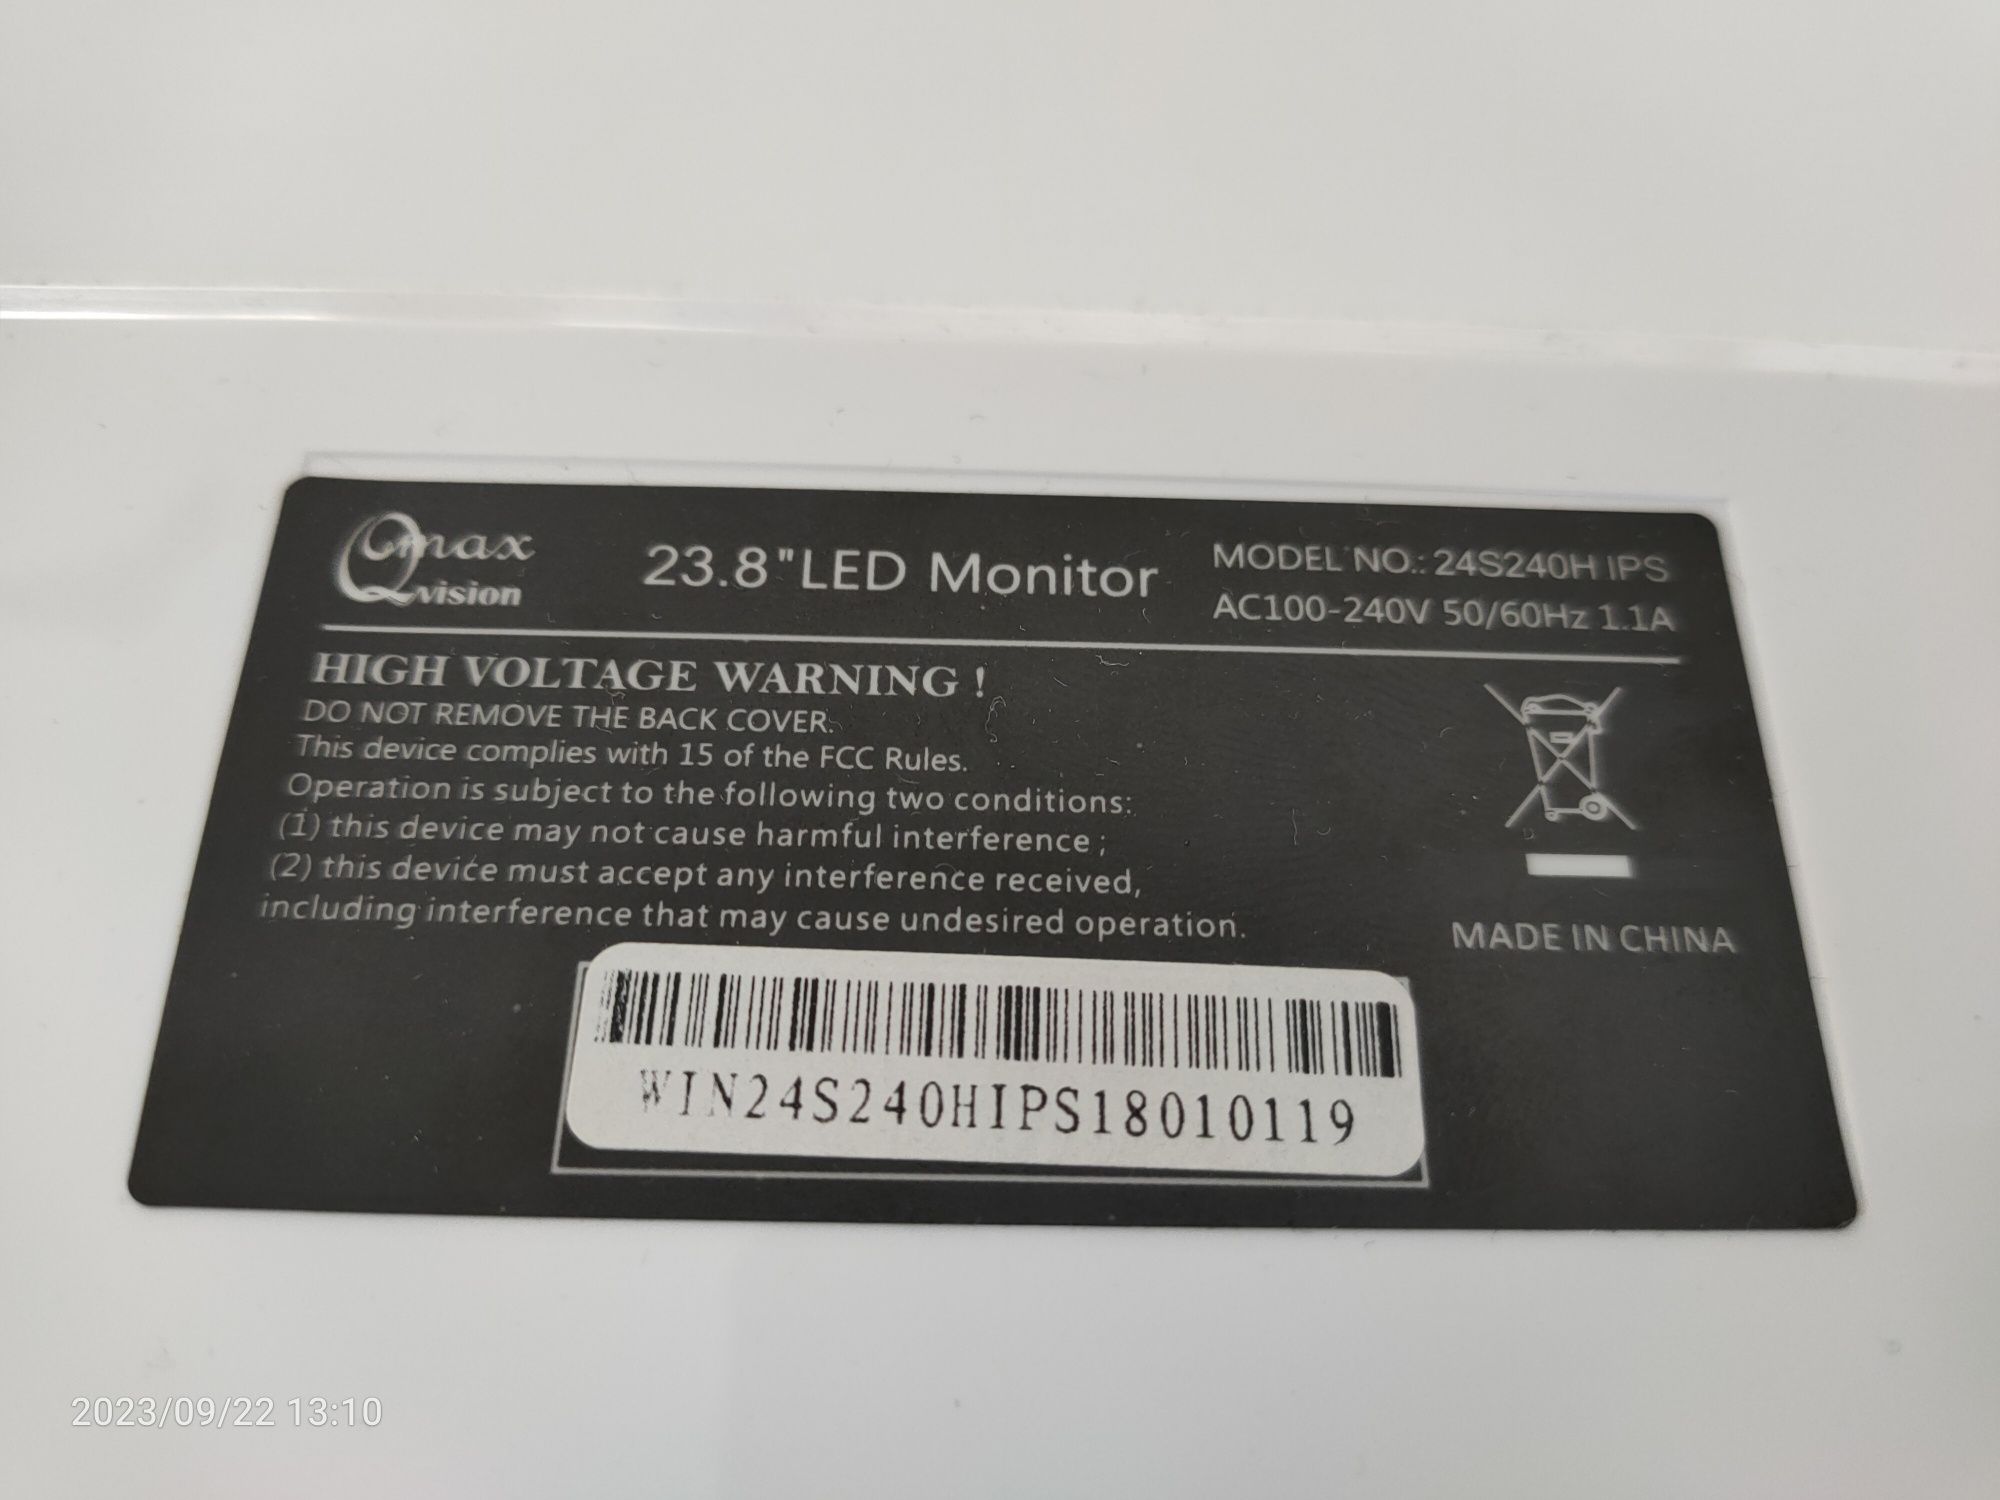 Qmax
vision
23.8"LED Monitor
MODEL NO.: 24S240H IPS
AC100-240V 50/60Hz 1.1A
HIGH VOLTAGE WARNING !
DO NOT REMOVE THE BACK COVER.
This device complies with 15 of the FCC Rules.
Operation is subject to the following two conditions:
(1) this device may not cause harmful interference ;
(2) this device must accept any interference received,
including interference that may cause undesired operation.
MADE IN CHINA
WIN24S240HIPS18010119
2023/09/22 13:10